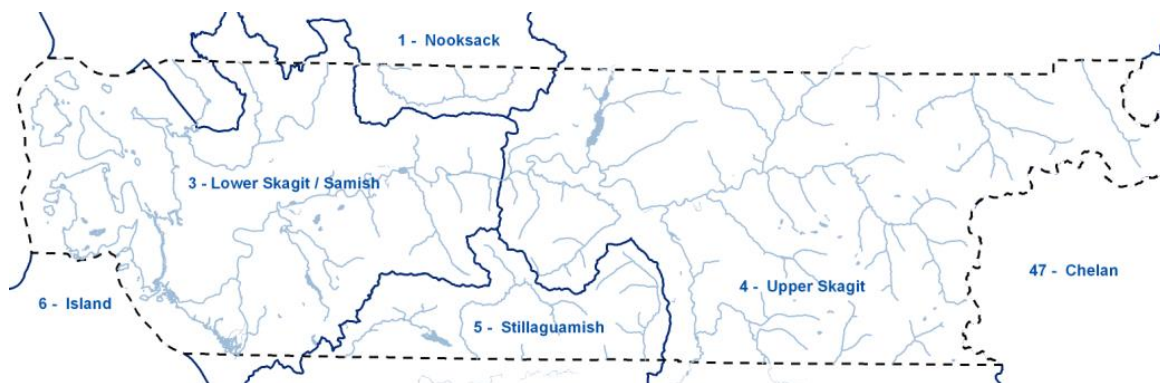 1 - Nooksack
3 - Lower Skagit / Samish
47 - Chelan
4 - Upper Skagit
6 - Island
5 - Stillaguamish